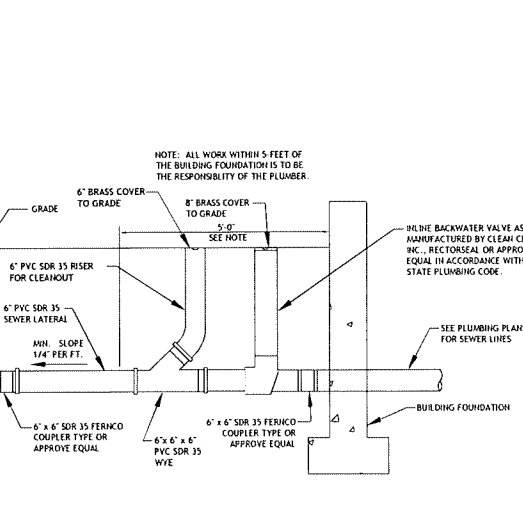 NOTE: ALL WORK WITHIN 5-FEET OF
THE BUILDING FOUNDATION IS TO BE
THE RESPONSIBLITY OF THE PLUMBER.
6" BRASS COVER
TO GRADE
8" BRASS COVER
TO GRADE
GRADE
5'-0"
SEE NOTE
INLINE BACKWATER VALVE AS
MANUFACTURED BY CLEAN
INC., RECTORSEAL OR APPRO
EQUAL IN ACCORDANCE WITH
STATE PLUMBING CODE.
6" PVC SDR 35 RISER
FOR CLEANOUT
6" PVC SDR 35
SEWER LATERAL
MIN. SLOPE
1/4" PER FT.
SEE PLUMBING PLAN
FOR SEWER LINES
BUILDING FOUNDATION
6" x 6" SDR 35 FERNCO
COUPLER TYPE OR
APPROVE EQUAL
6"x 6" x 6"
PVC SDR 35
WYE
6" x 6" SDR 35 FERNCO
COUPLER TYPE OR
APPROVE EQUAL